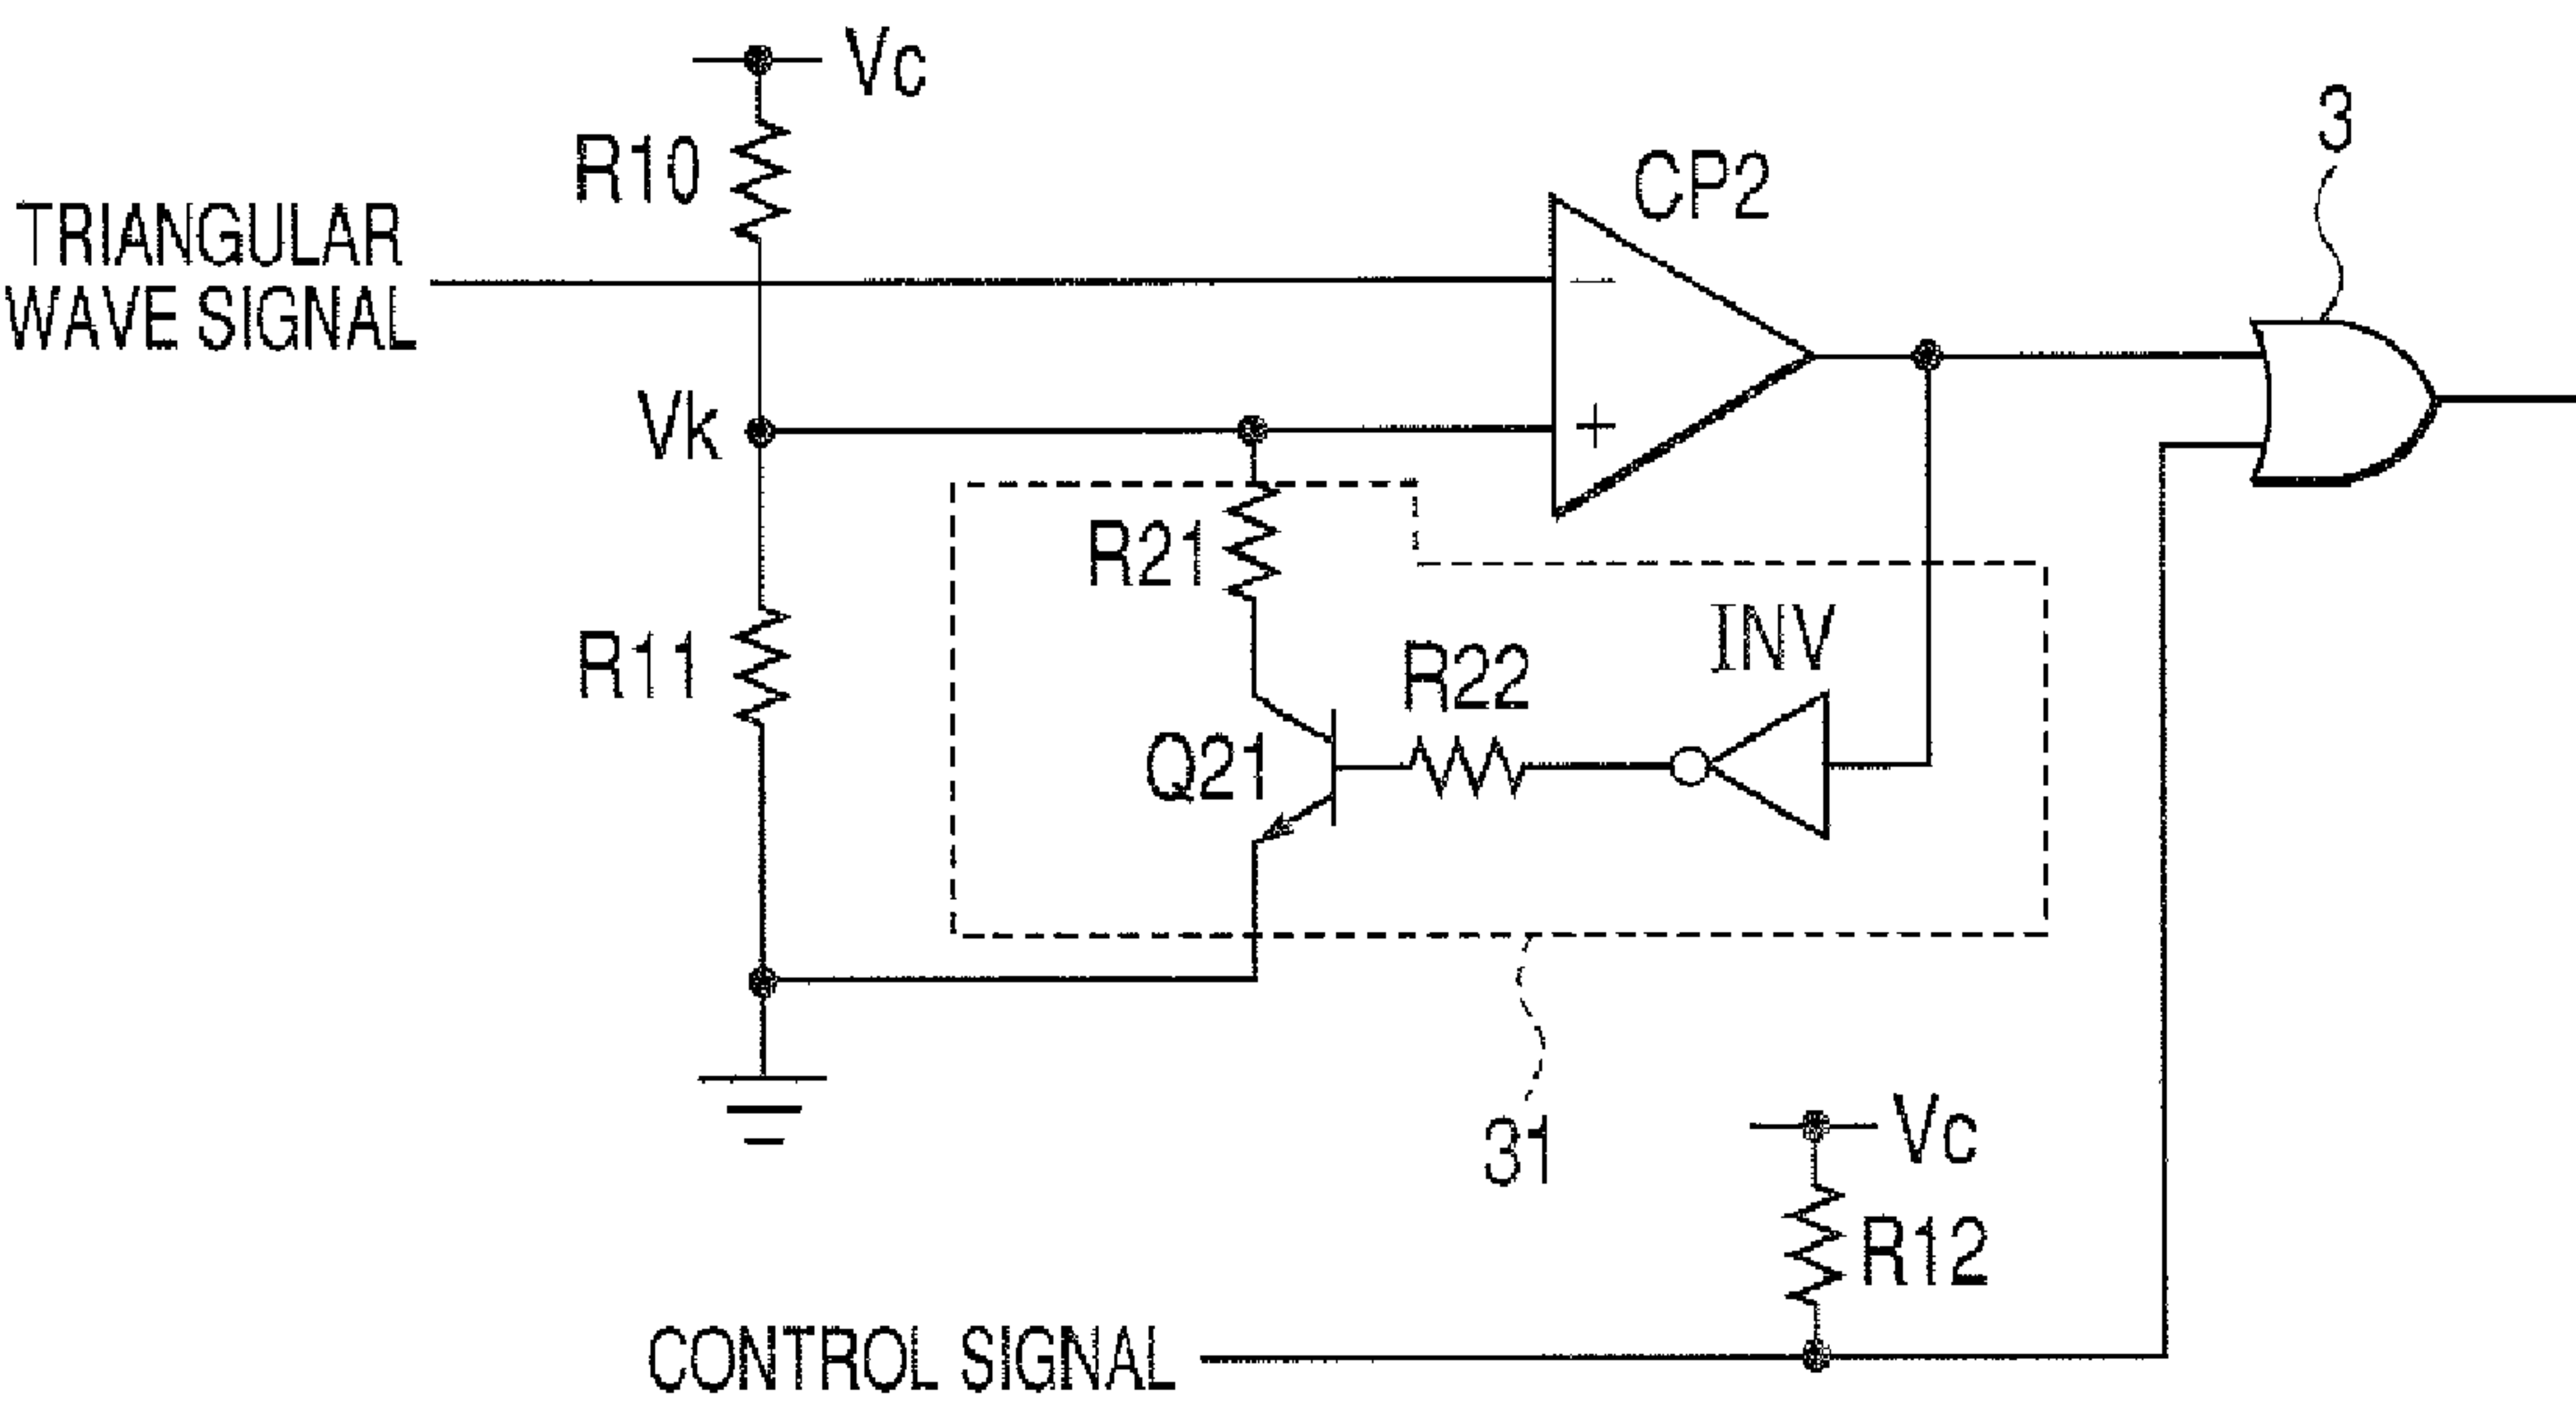 Vc
R10
TRIANGULAR
WAVE SIGNAL
CP2
3
−
Vk
+
R21
R11
INV
R22
Q21
31
Vc
R12
CONTROL SIGNAL